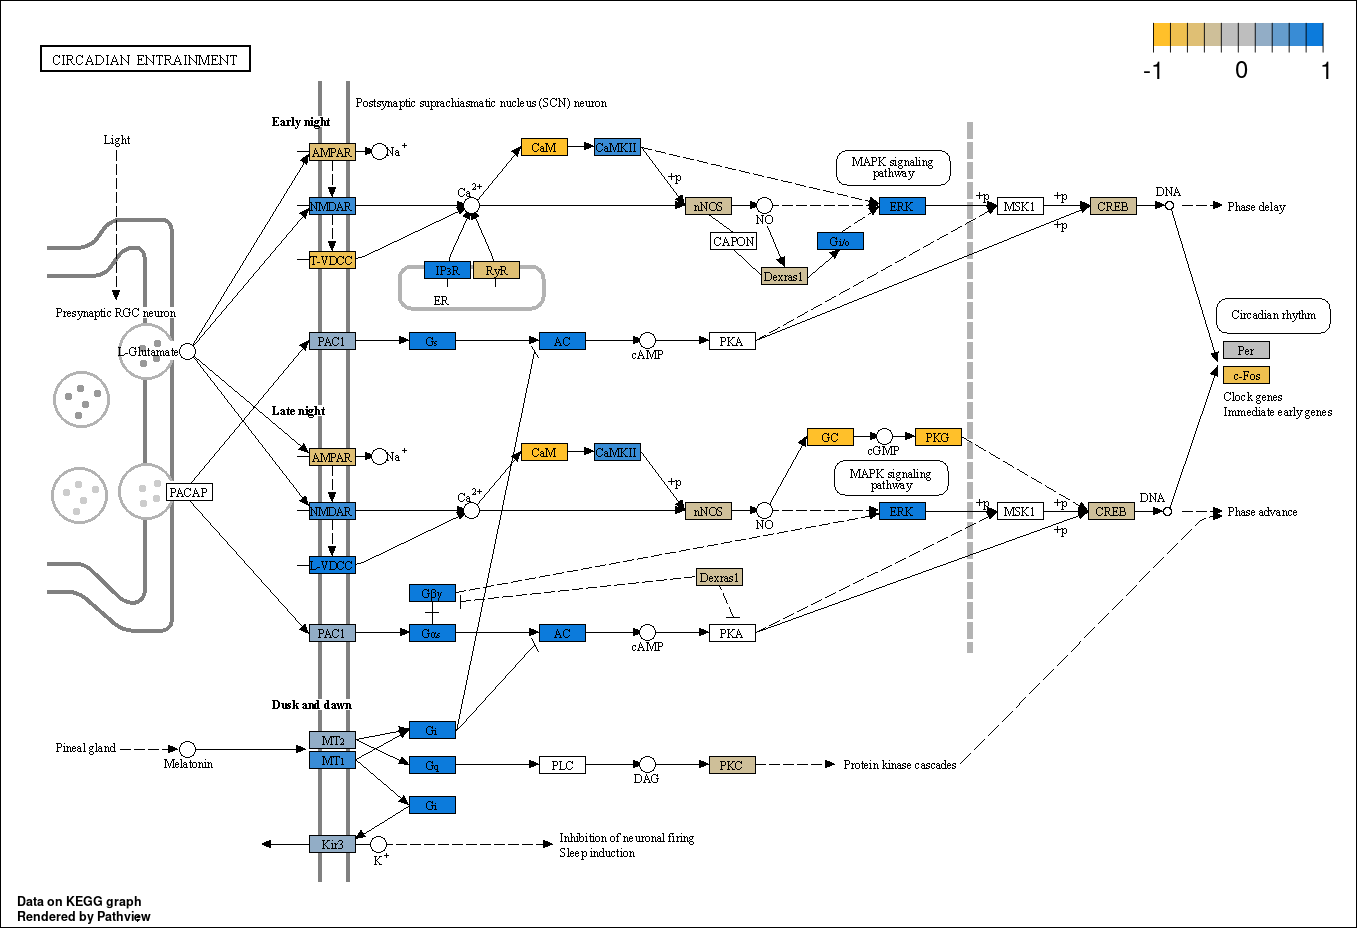 CIRCADIAN ENTRAINMENT
-1 0 1
Postsynaptic suprachiasmatic nucleus (SCN) neuron
Early night
Light
AMPAR
Na+
CaM
CaMKII
MAPK signaling
pathway
+p
Ca2+
NMDAR
nNOS
NO
ERK
+p
MSK1
+p
CREB
DNA
Phase delay
+p
CAPON
Gi/o
T-VDCC
IP3R
RyR
Dexras1
ER
Presynaptic RGC neuron
L-Glutamate
PAC1
Gs
AC
cAMP
PKA
Circadian rhythm
Per
c-Fos
Clock genes
Immediate early genes
Late night
AMPAR
Na+
CaM
CaMKII
GC
cGMP
PKG
MAPK signaling
pathway
+p
PACAP
Ca2+
NMDAR
nNOS
NO
ERK
+p
MSK1
+p
CREB
DNA
Phase advance
+p
L-VDCC
Dexras1
Gβγ
PAC1
Gαs
AC
cAMP
PKA
Dusk and dawn
Gi
MT2
Pineal gland
Melatonin
MT1
Gq
PLC
DAG
PKC
Protein kinase cascades
Gi
Kir3
K+
Inhibition of neuronal firing
Sleep induction
Data on KEGG graph
Rendered by Pathview